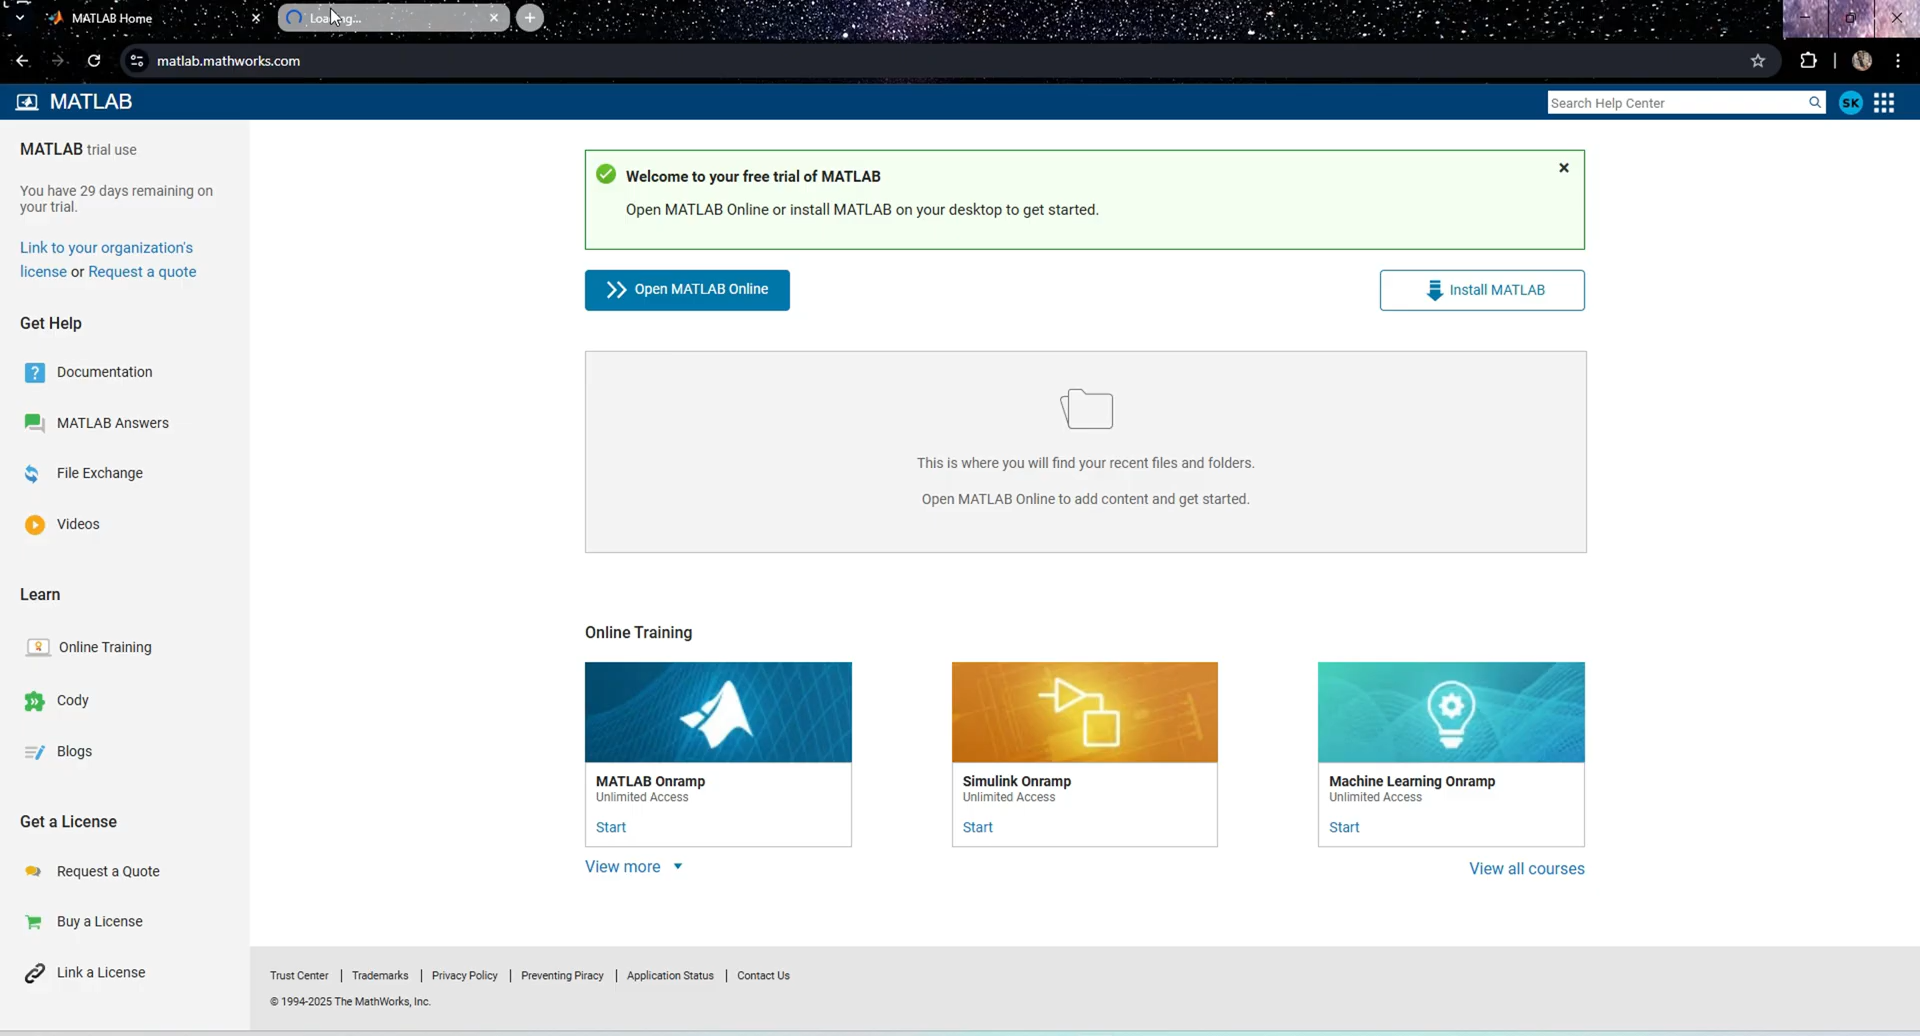 MATLAB Home
matlab.mathworks.com
MATLAB
Search Help Center
SK
MATLAB trial use
You have 29 days remaining on
your trial.
Link to your organization's
license or Request a quote
Get Help
Documentation
MATLAB Answers
File Exchange
Videos
Learn
Online Training
Cody
Blogs
Get a License
Request a Quote
Buy a License
Link a License
Welcome to your free trial of MATLAB
Open MATLAB Online or install MATLAB on your desktop to get started.
Open MATLAB Online
Install MATLAB
This is where you will find your recent files and folders.
Open MATLAB Online to add content and get started.
Online Training
MATLAB Onramp
Unlimited Access
Start
Simulink Onramp
Unlimited Access
Start
Machine Learning Onramp
Unlimited Access
Start
View more
View all courses
Trust Center | Trademarks | Privacy Policy | Preventing Piracy | Application Status | Contact Us
© 1994-2025 The MathWorks, Inc.